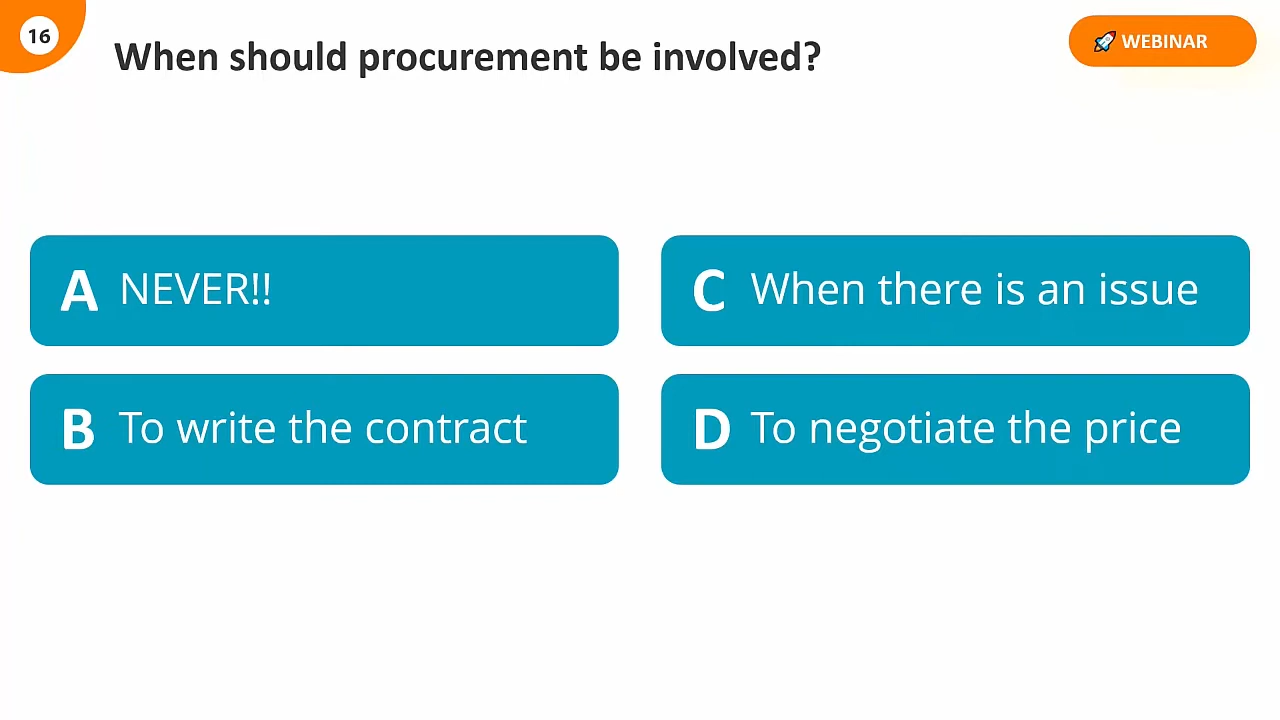 16
When should procurement be involved?
🚀 WEBINAR
A NEVER!!
B To write the contract
C When there is an issue
D To negotiate the price